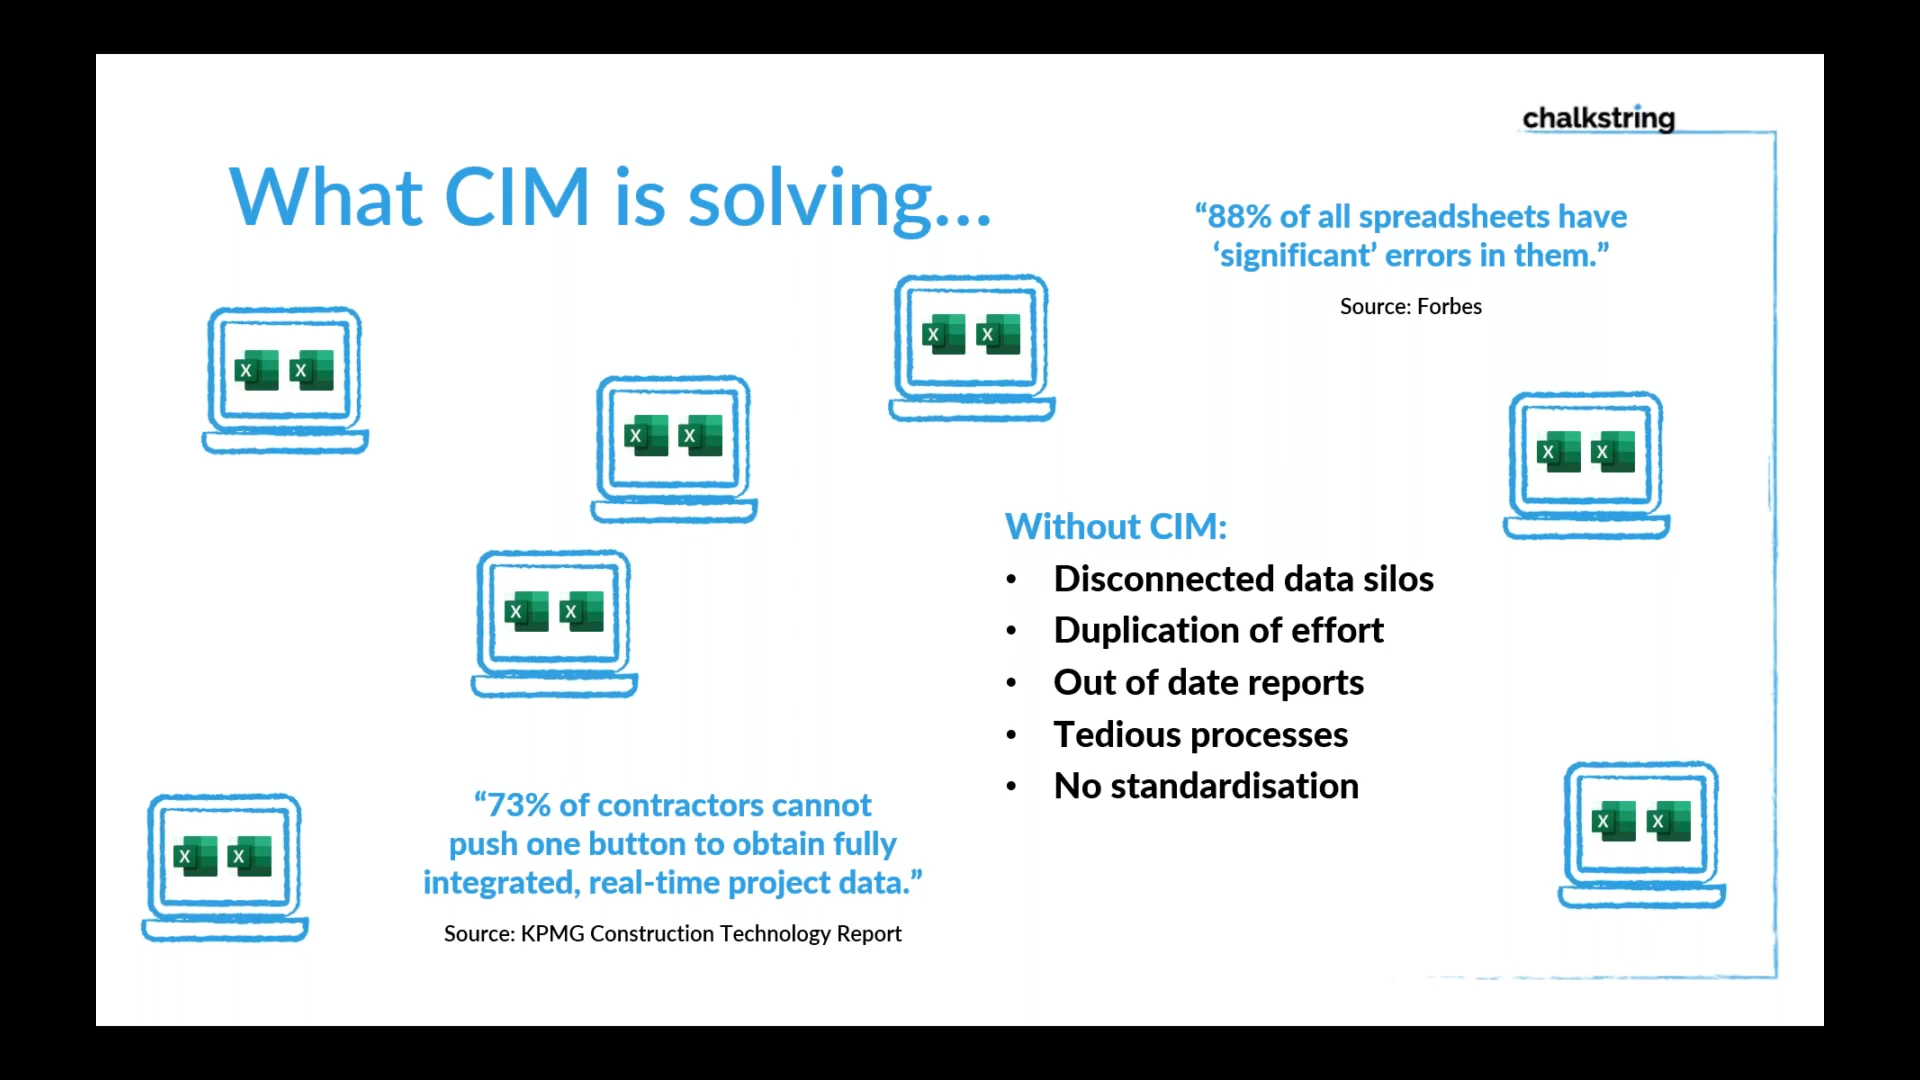 chalkstring
What CIM is solving...
“88% of all spreadsheets have
‘significant’ errors in them.”
Source: Forbes
X X
X X
X X
X X
X X
Without CIM:
• Disconnected data silos
• Duplication of effort
• Out of date reports
• Tedious processes
• No standardisation
X X
X X
“73% of contractors cannot
push one button to obtain fully
integrated, real-time project data.”
Source: KPMG Construction Technology Report